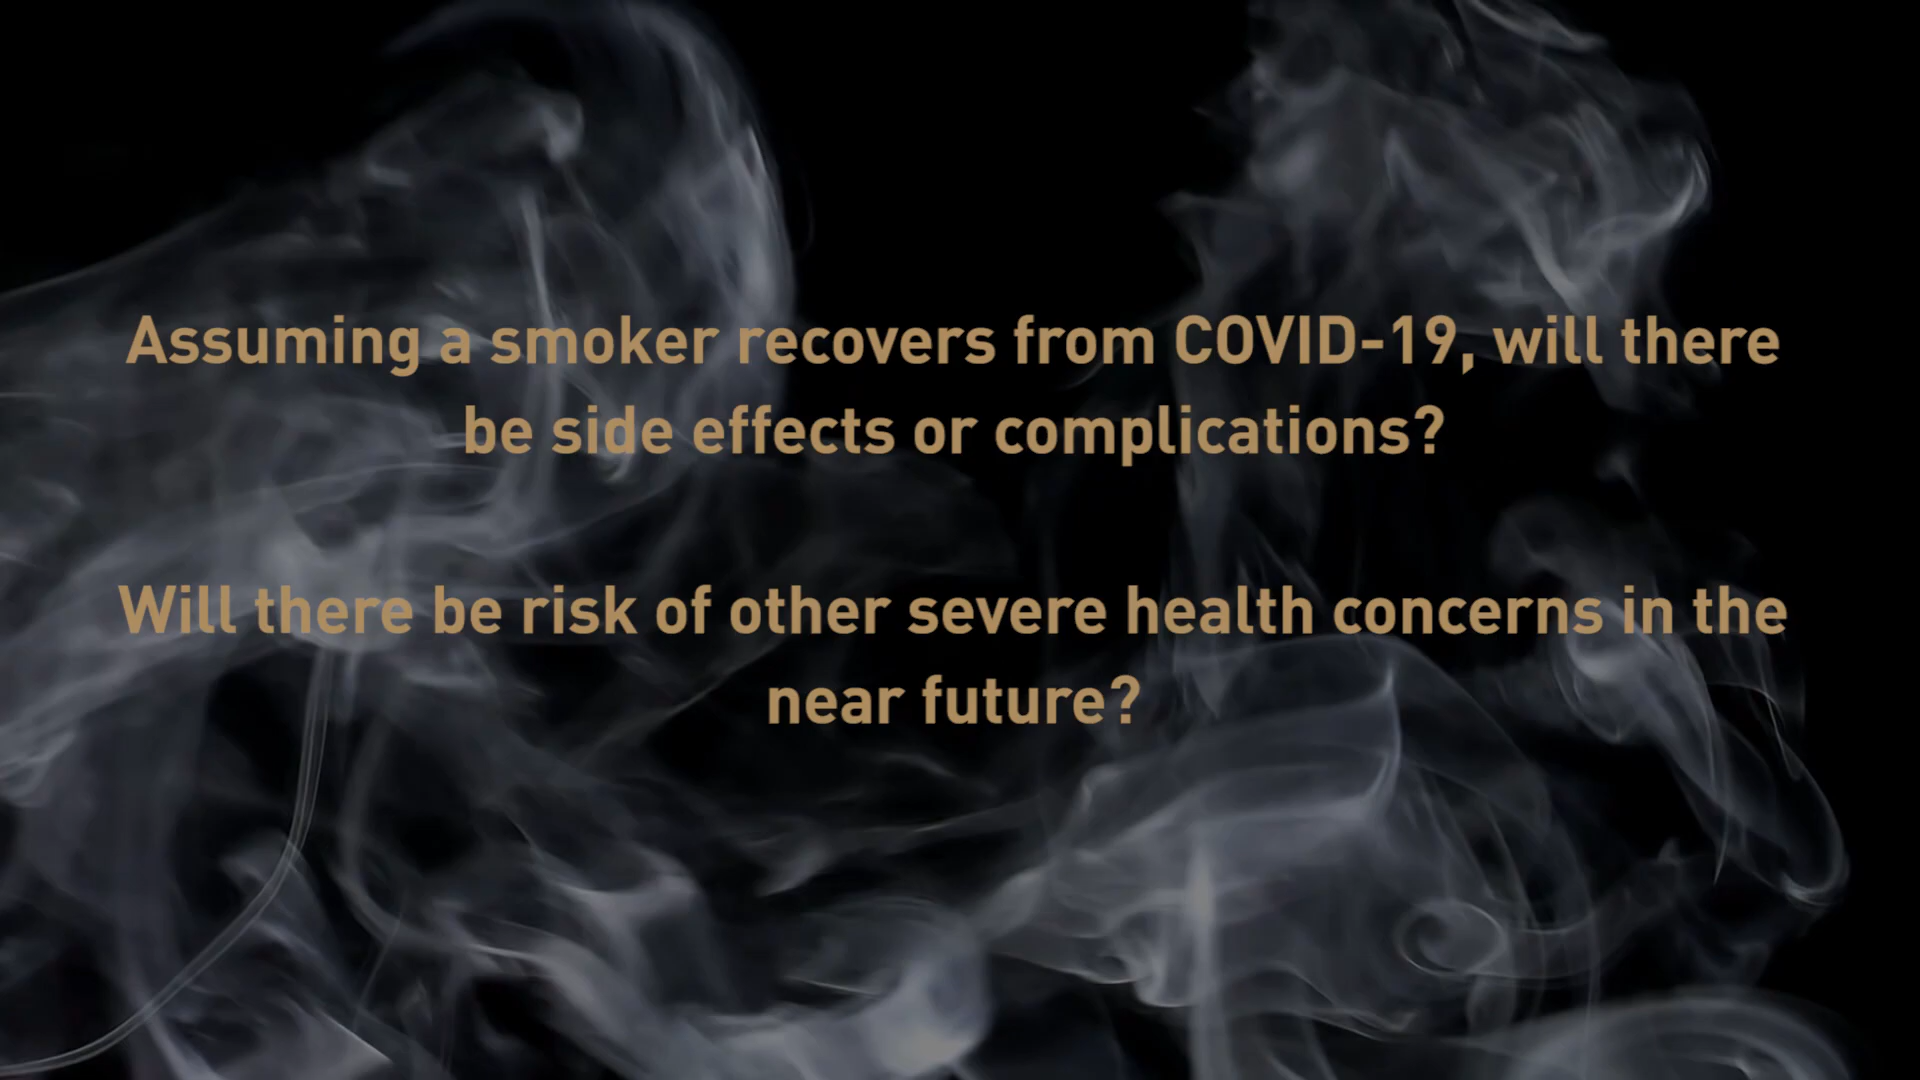 Assuming a smoker recovers from COVID-19, will there
be side effects or complications?
Will there be risk of other severe health concerns in the
near future?